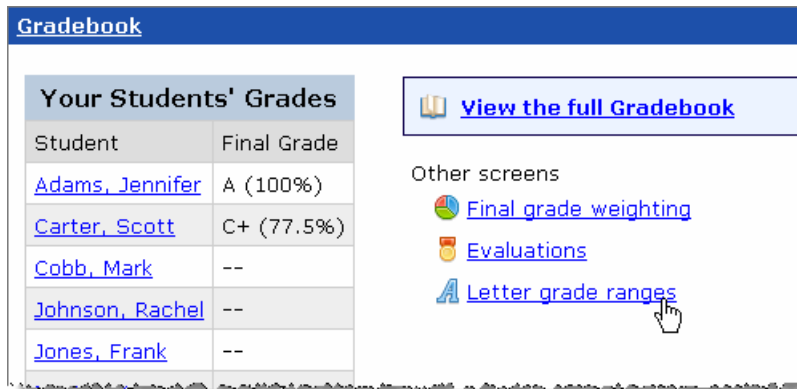 Gradebook
Your Students' Grades
Student Final Grade
Adams, Jennifer A (100%)
Carter, Scott C+ (77.5%)
Cobb, Mark --
Johnson, Rachel --
Jones, Frank --
View the full Gradebook
Other screens
Final grade weighting
Evaluations
Letter grade ranges